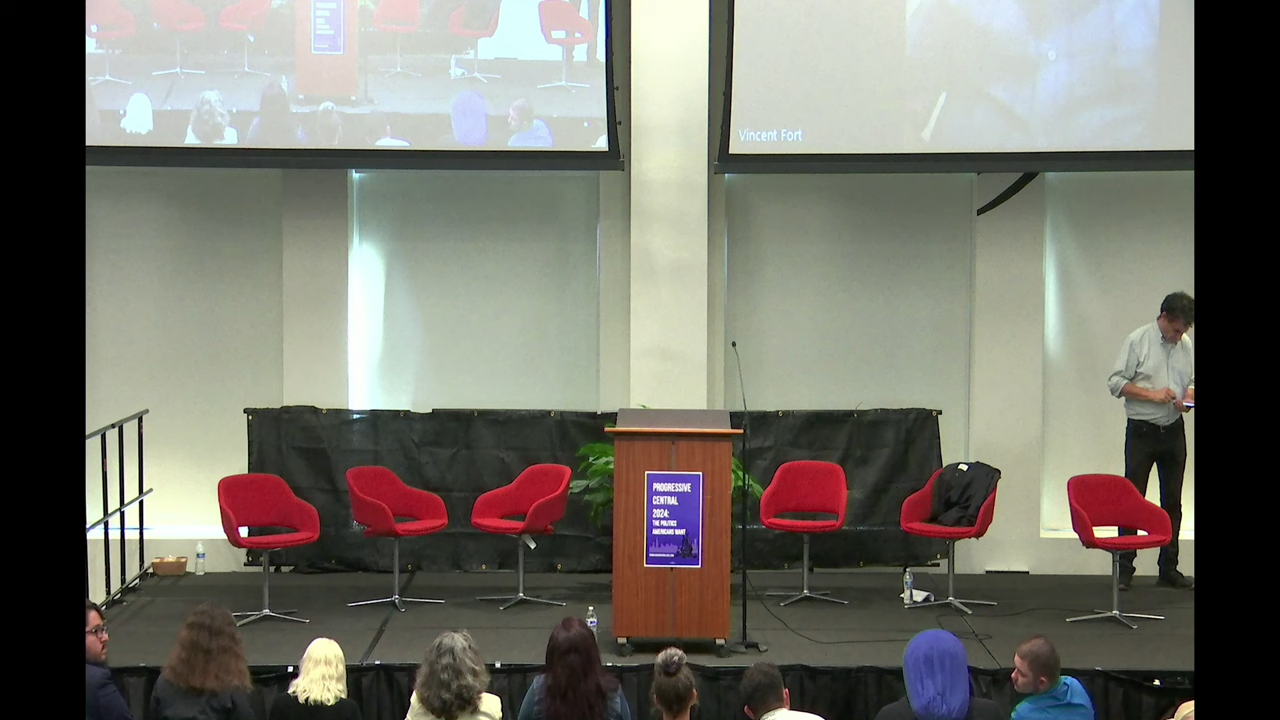 Vincent Fort
PROGRESSIVE
CENTRAL
2024:
THE POLITICS
AMERICANS WANT